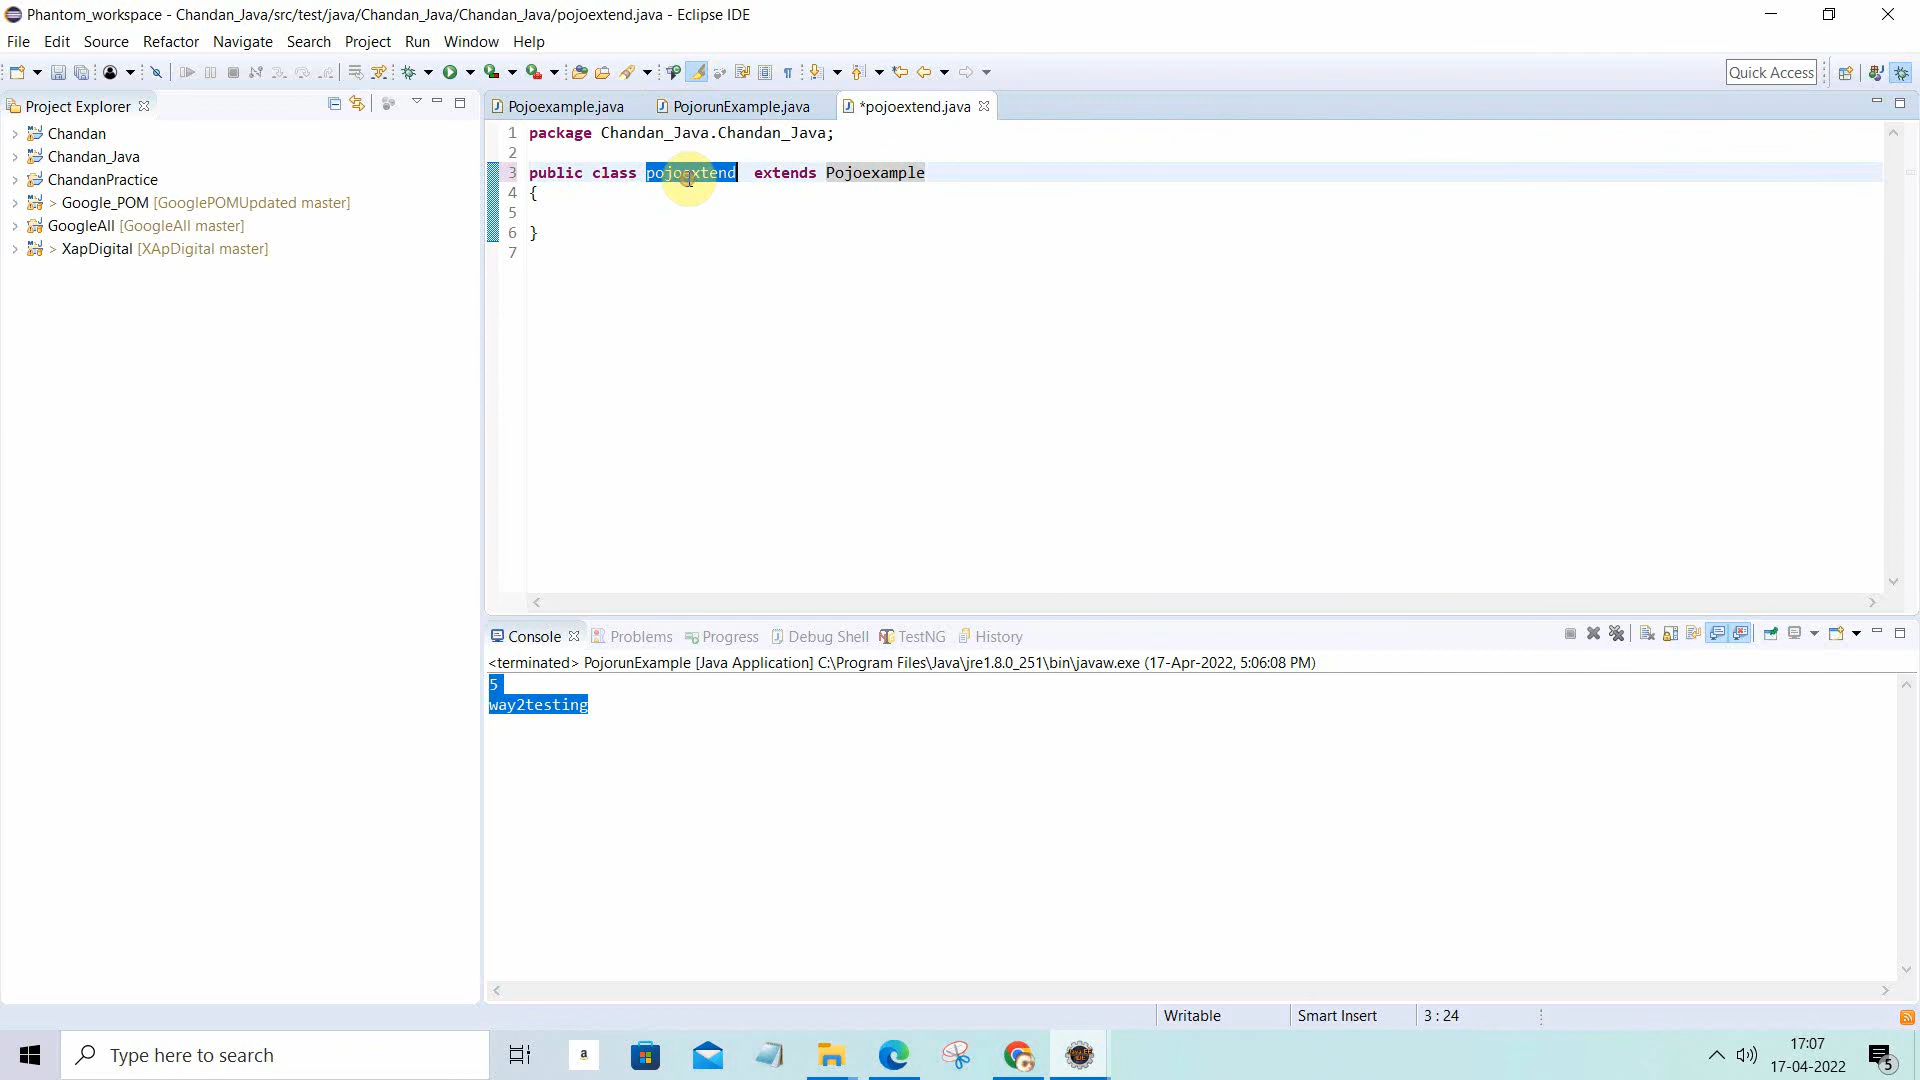 Phantom_workspace - Chandan_Java/src/test/java/Chandan_Java/Chandan_Java/pojoextend.java - Eclipse IDE
File Edit Source Refactor Navigate Search Project Run Window Help
Quick Access
Project Explorer
Pojoexample.java PojorunExample.java *pojoextend.java
Chandan
Chandan_Java
ChandanPractice
> Google_POM [GooglePOMUpdated master]
GoogleAll [GoogleAll master]
> XapDigital [XApDigital master]
1 package Chandan_Java.Chandan_Java;
2
3 public class pojoextend extends Pojoexample
4 {
5
6 }
7
Console Problems Progress Debug Shell TestNG History
<terminated> PojorunExample [Java Application] C:\Program Files\Java\jre1.8.0_251\bin\javaw.exe (17-Apr-2022, 5:06:08 PM)
5
way2testing
Writable Smart Insert 3 : 24
Type here to search
a
17:07
17-04-2022
5